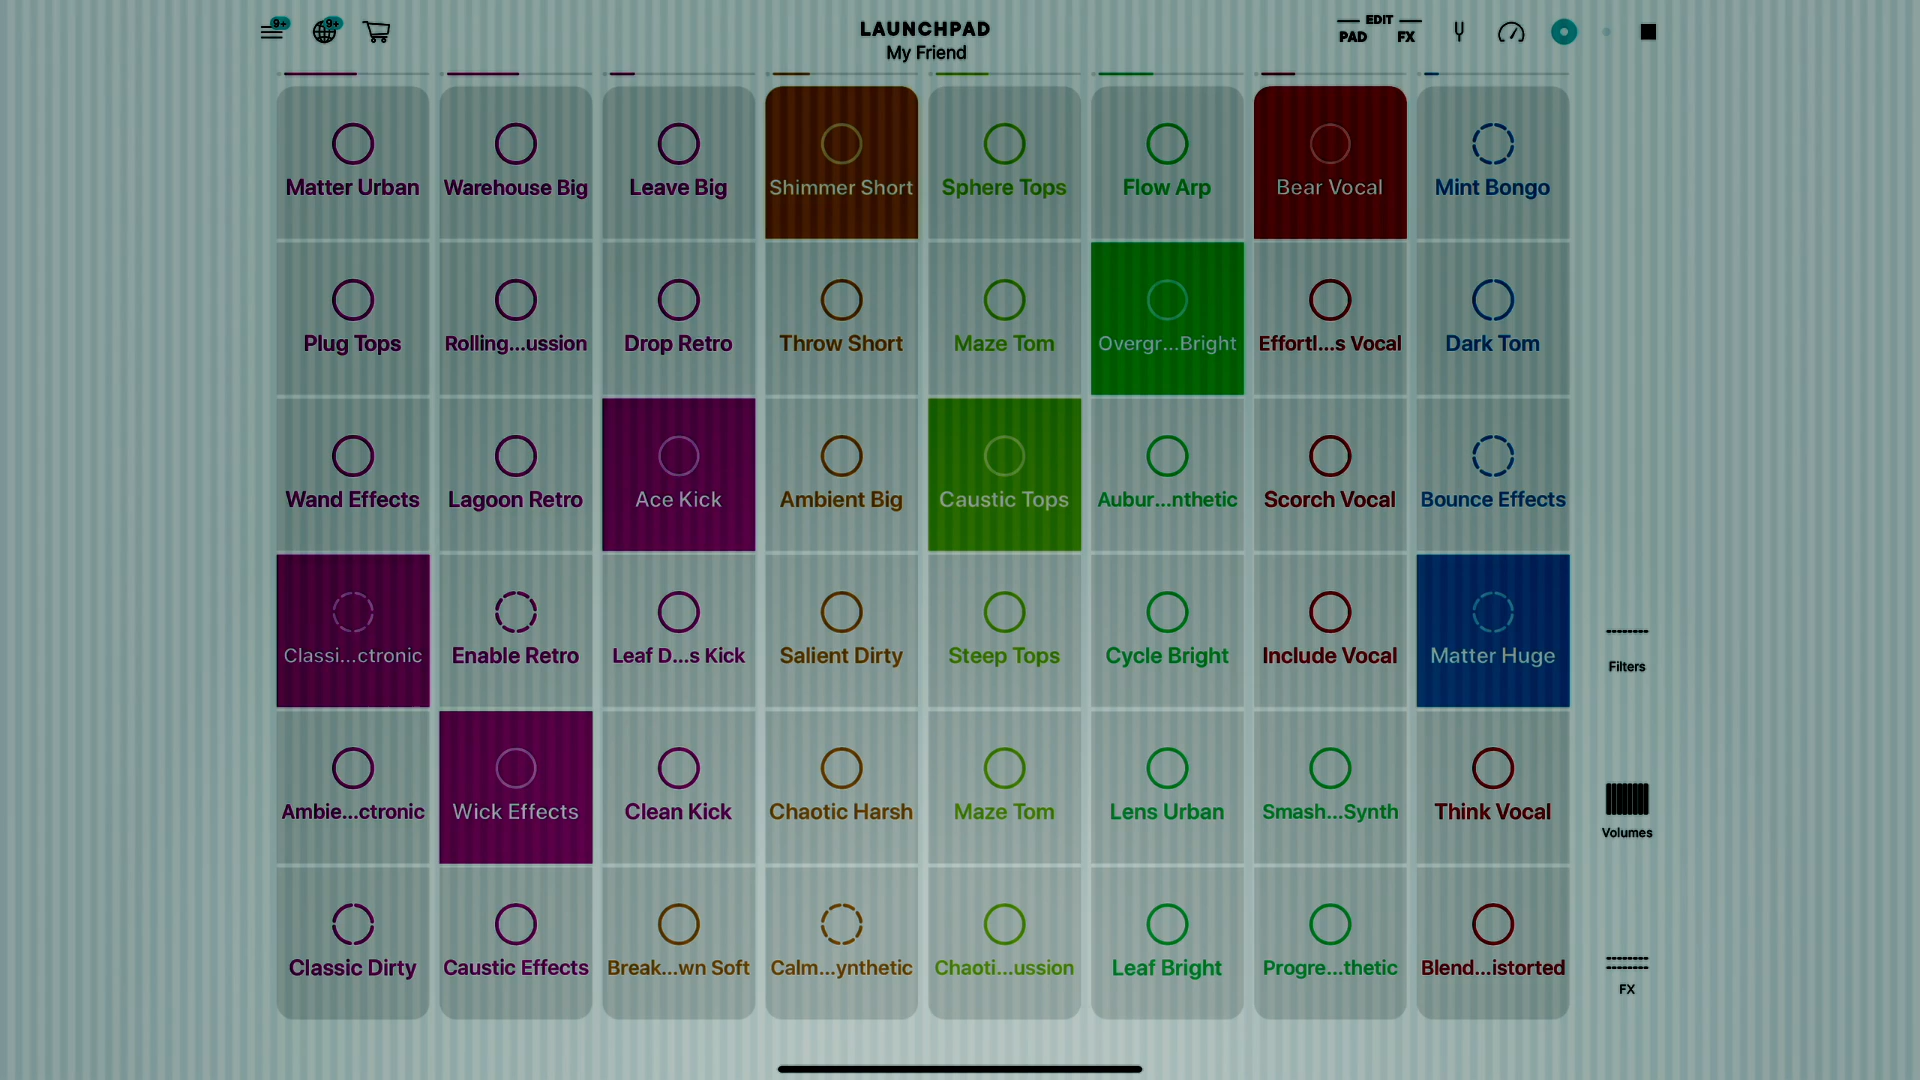 9+
9+
LAUNCHPAD
My Friend
EDIT
PAD FX
Matter Urban
Warehouse Big
Leave Big
Shimmer Short
Sphere Tops
Flow Arp
Bear Vocal
Mint Bongo
Plug Tops
Rolling...ussion
Drop Retro
Throw Short
Maze Tom
Overgr...Bright
Effortl...s Vocal
Dark Tom
Wand Effects
Lagoon Retro
Ace Kick
Ambient Big
Caustic Tops
Aubur...nthetic
Scorch Vocal
Bounce Effects
Classi...ctronic
Enable Retro
Leaf D...s Kick
Salient Dirty
Steep Tops
Cycle Bright
Include Vocal
Matter Huge
Filters
Ambie...ctronic
Wick Effects
Clean Kick
Chaotic Harsh
Maze Tom
Lens Urban
Smash...Synth
Think Vocal
Volumes
Classic Dirty
Caustic Effects
Break...wn Soft
Calm...ynthetic
Chaoti...ussion
Leaf Bright
Progre...thetic
Blend...istorted
FX